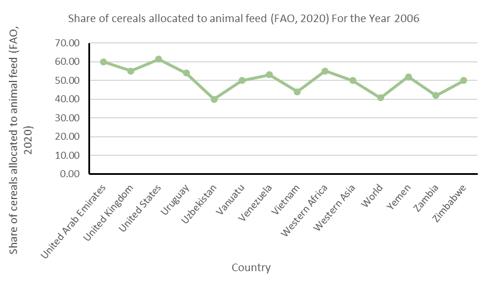 Share of cereals allocated to animal feed (FAO, 2020) For the Year 2006
Share of cereals allocated to animal feed (FAO,
2020)
70.00
60.00
50.00
40.00
30.00
20.00
10.00
0.00
United Arab Emirates
United Kingdom
United States
Uruguay
Uzbekistan
Vanuatu
Venezuela
Vietnam
Western Africa
Western Asia
World
Yemen
Zambia
Zimbabwe
Country